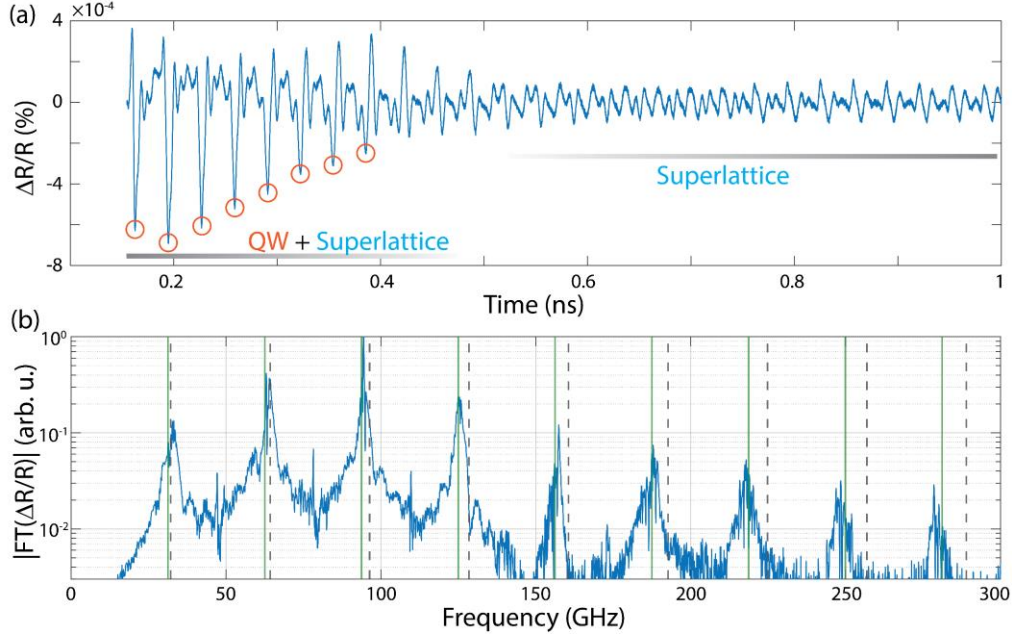 (a)
4
×10⁻⁴
0
-4
-8
ΔR/R (%)
QW + Superlattice
Superlattice
0.2
0.4
0.6
0.8
1
Time (ns)
(b)
10⁰
10⁻¹
10⁻²
|FT(ΔR/R)| (arb. u.)
0
50
100
150
200
250
300
Frequency (GHz)